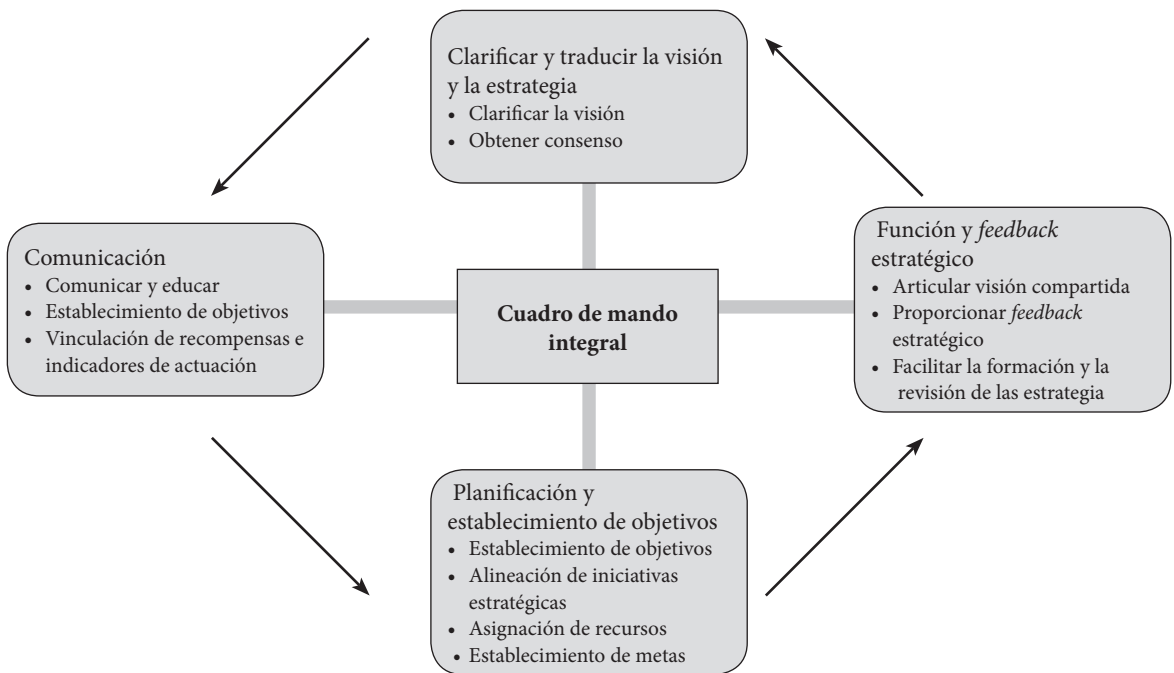 Clarificar y traducir la visión
y la estrategia
• Clarificar la visión
• Obtener consenso
Comunicación
• Comunicar y educar
• Establecimiento de objetivos
• Vinculación de recompensas e
indicadores de actuación
Cuadro de mando
integral
Función y feedback
estratégico
• Articular visión compartida
• Proporcionar feedback
estratégico
• Facilitar la formación y la
revisión de las estrategia
Planificación y
establecimiento de objetivos
• Establecimiento de objetivos
• Alineación de iniciativas
estratégicas
• Asignación de recursos
• Establecimiento de metas